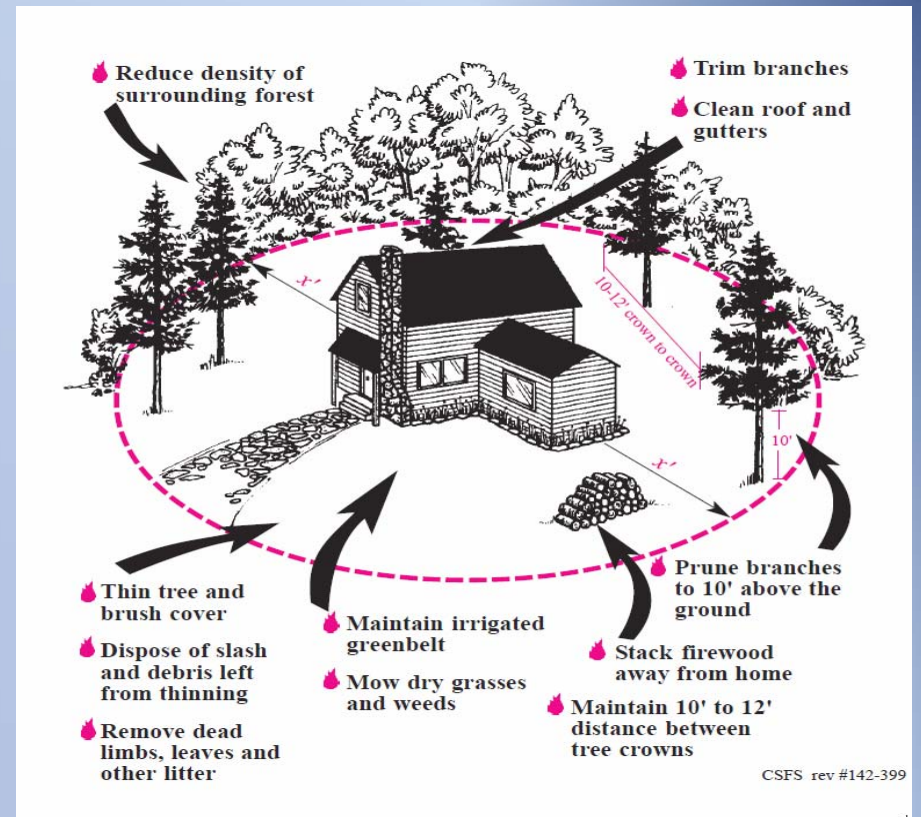 Reduce density of
surrounding forest
Trim branches
Clean roof and
gutters
x'
10-12' crown to crown
10'
x'
Thin tree and
brush cover
Dispose of slash
and debris left
from thinning
Remove dead
limbs, leaves and
other litter
Maintain irrigated
greenbelt
Mow dry grasses
and weeds
Prune branches
to 10' above the
ground
Stack firewood
away from home
Maintain 10' to 12'
distance between
tree crowns
CSFS rev #142-399